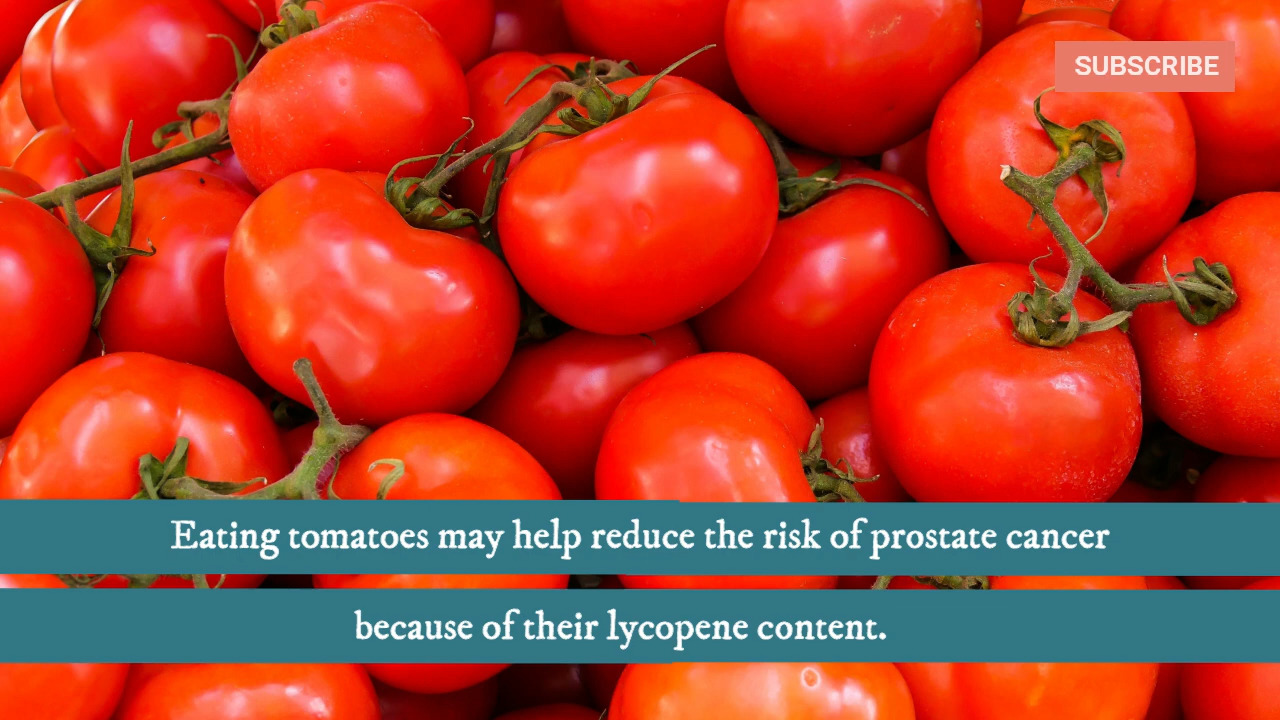 SUBSCRIBE
Eating tomatoes may help reduce the risk of prostate cancer
because of their lycopene content.